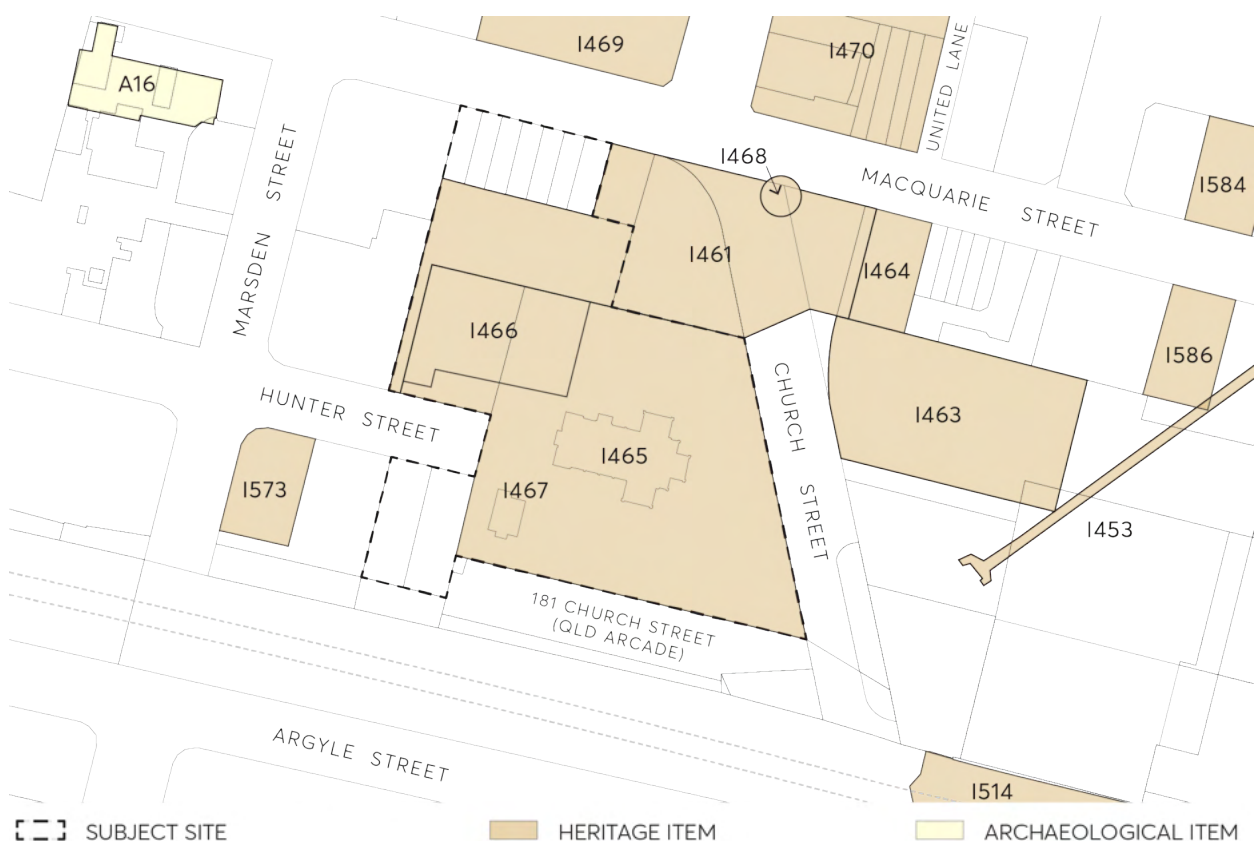 I469
I470
UNITED LANE
A16
MARSDEN STREET
I468
MACQUARIE STREET
I584
I461
I464
I466
I586
HUNTER STREET
CHURCH STREET
I463
I465
I573
I467
I453
181 CHURCH STREET
(QLD ARCADE)
ARGYLE STREET
I514
SUBJECT SITE
HERITAGE ITEM
ARCHAEOLOGICAL ITEM